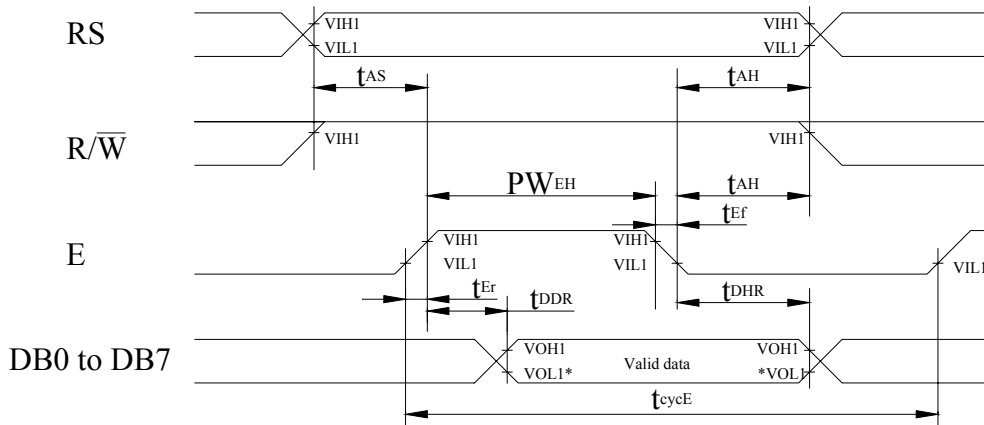 RS VIH1 VIL1 VIH1 VIL1
tAS tAH
R/W̅ VIH1 VIH1
PWEH tAH
tEf
E VIH1 VIL1 VIH1 VIL1 VIL1
tEr tDDR tDHR
DB0 to DB7 VOH1 VOL1* Valid data VOH1 *VOL1
tcycE